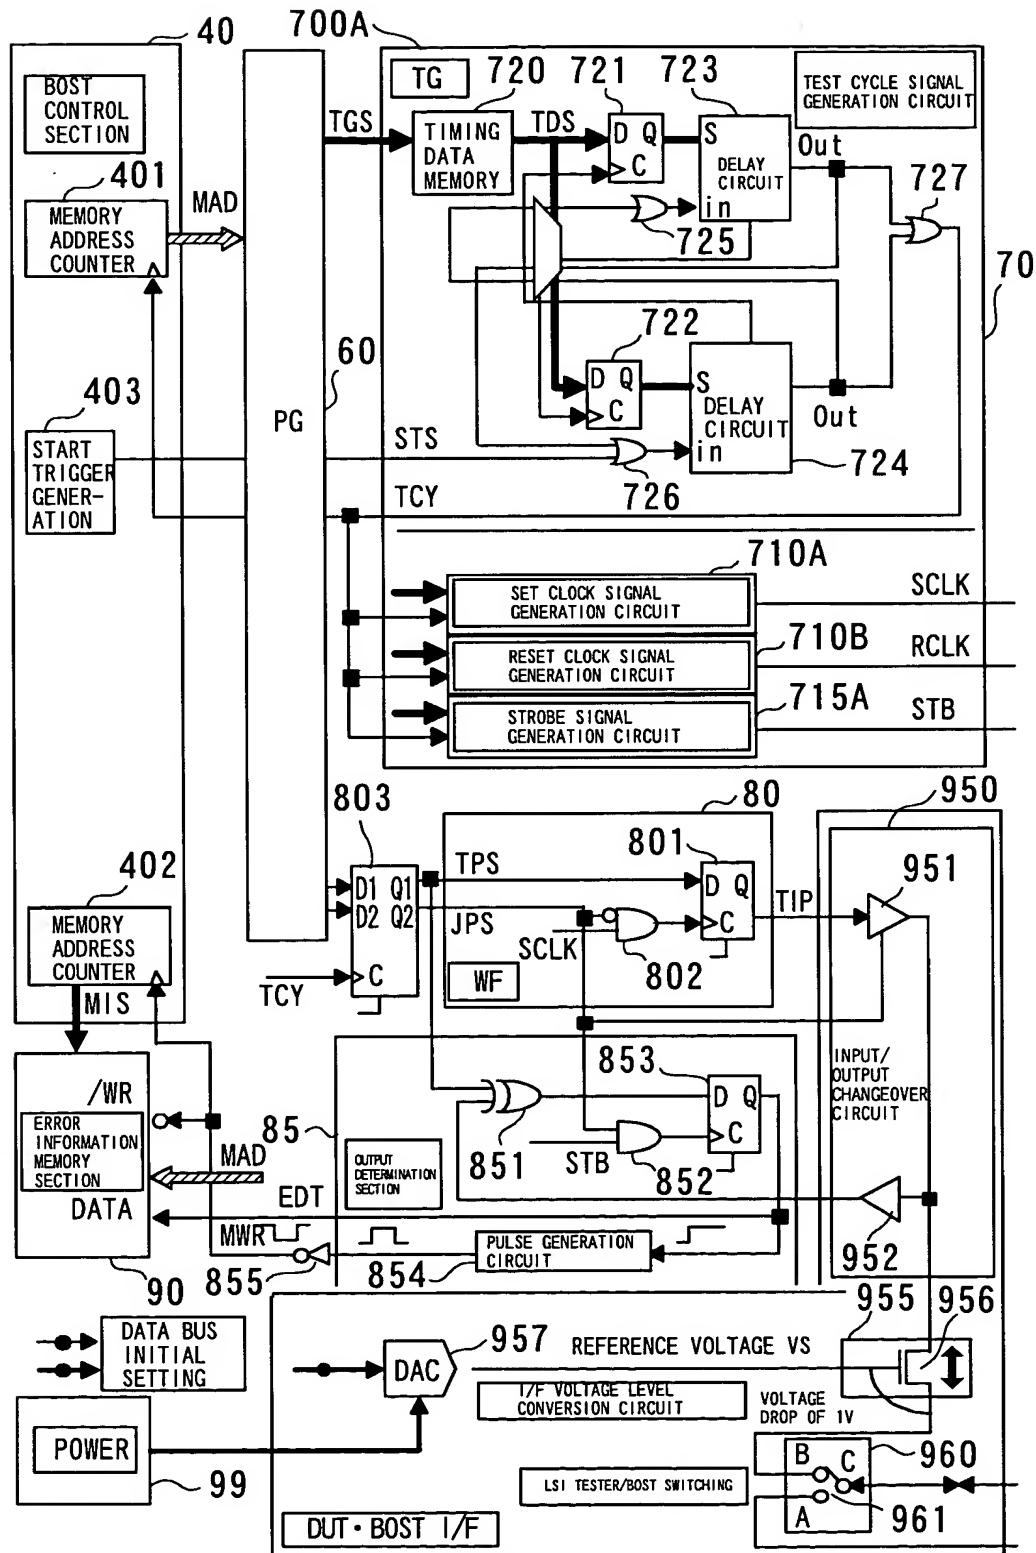 40
700A
BOST
CONTROL
SECTION
TG
720
721
723
TEST CYCLE SIGNAL
GENERATION CIRCUIT
TGS
TIMING
DATA
MEMORY
TDS
D Q
C
S
DELAY
CIRCUIT
in
Out
727
401
MAD
MEMORY
ADDRESS
COUNTER
725
70
722
60
403
PG
D Q
C
S
DELAY
CIRCUIT
in
Out
START
TRIGGER
GENER-
ATION
STS
726
724
TCY
710A
SET CLOCK SIGNAL
GENERATION CIRCUIT
SCLK
710B
RESET CLOCK SIGNAL
GENERATION CIRCUIT
RCLK
715A
STROBE SIGNAL
GENERATION CIRCUIT
STB
803
80
950
402
D1 Q1
D2 Q2
C
TPS
JPS
801
D Q
C
TIP
951
MEMORY
ADDRESS
COUNTER
SCLK
802
WF
TCY
MIS
853
INPUT/
OUTPUT
CHANGEOVER
CIRCUIT
/WR
ERROR
INFORMATION
MEMORY
SECTION
85
D Q
C
851
MAD
OUTPUT
DETERMINATION
SECTION
STB
852
DATA
EDT
MWR
PULSE GENERATION
CIRCUIT
952
90
855
854
955
956
DATA BUS
INITIAL
SETTING
DAC
957
REFERENCE VOLTAGE VS
I/F VOLTAGE LEVEL
CONVERSION CIRCUIT
VOLTAGE
DROP OF 1V
POWER
99
B
C
960
LSI TESTER/BOST SWITCHING
A
961
DUT・BOST I/F